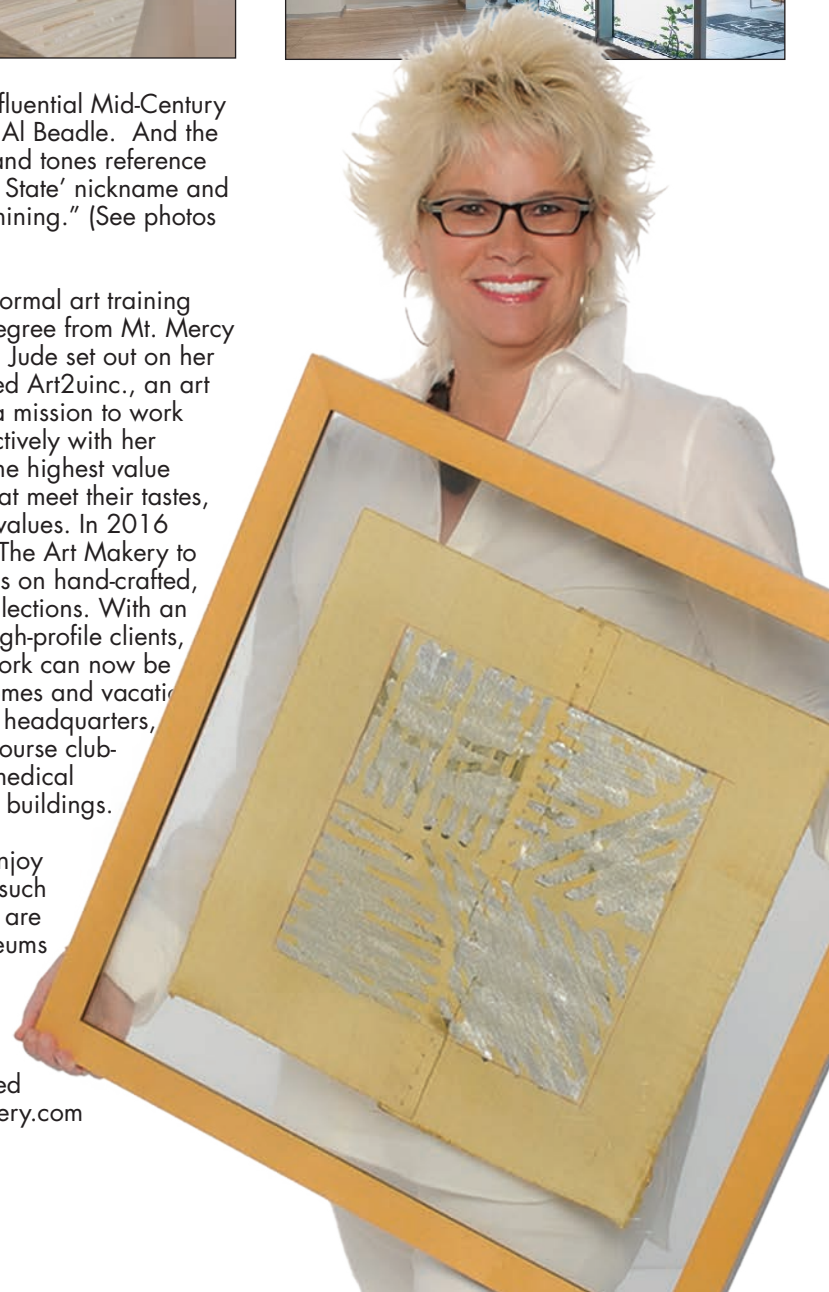 fluential Mid-Century
Al Beadle. And the
and tones reference
State’ nickname and
mining.” (See photos
ormal art training
egree from Mt. Mercy
Jude set out on her
ed Art2uinc., an art
a mission to work
ctively with her
he highest value
at meet their tastes,
values. In 2016
The Art Makery to
s on hand-crafted,
llections. With an
gh-profile clients,
ork can now be
mes and vacatio
headquarters,
ourse club-
medical
buildings.
njoy
such
are
eums
ed
ery.com